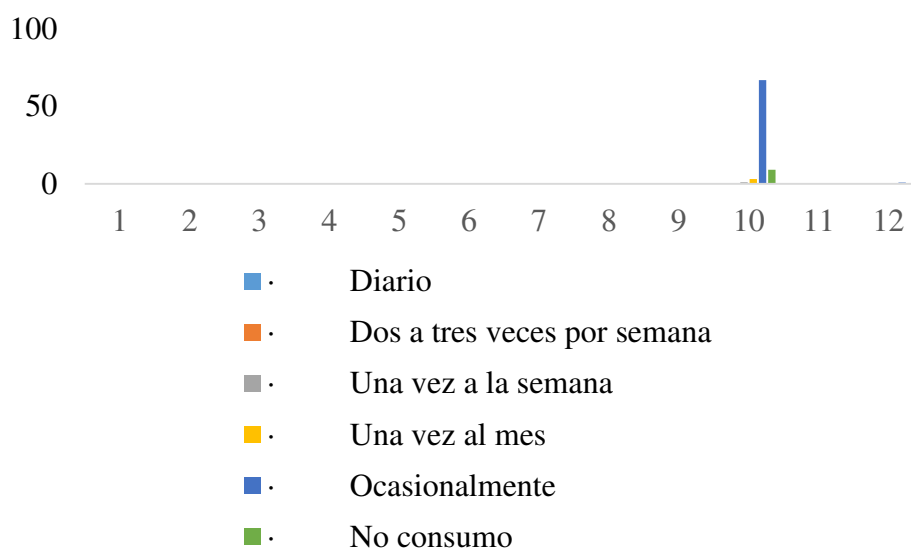 100
50
0
1 2 3 4 5 6 7 8 9 10 11 12
· Diario
· Dos a tres veces por semana
· Una vez a la semana
· Una vez al mes
· Ocasionalmente
· No consumo